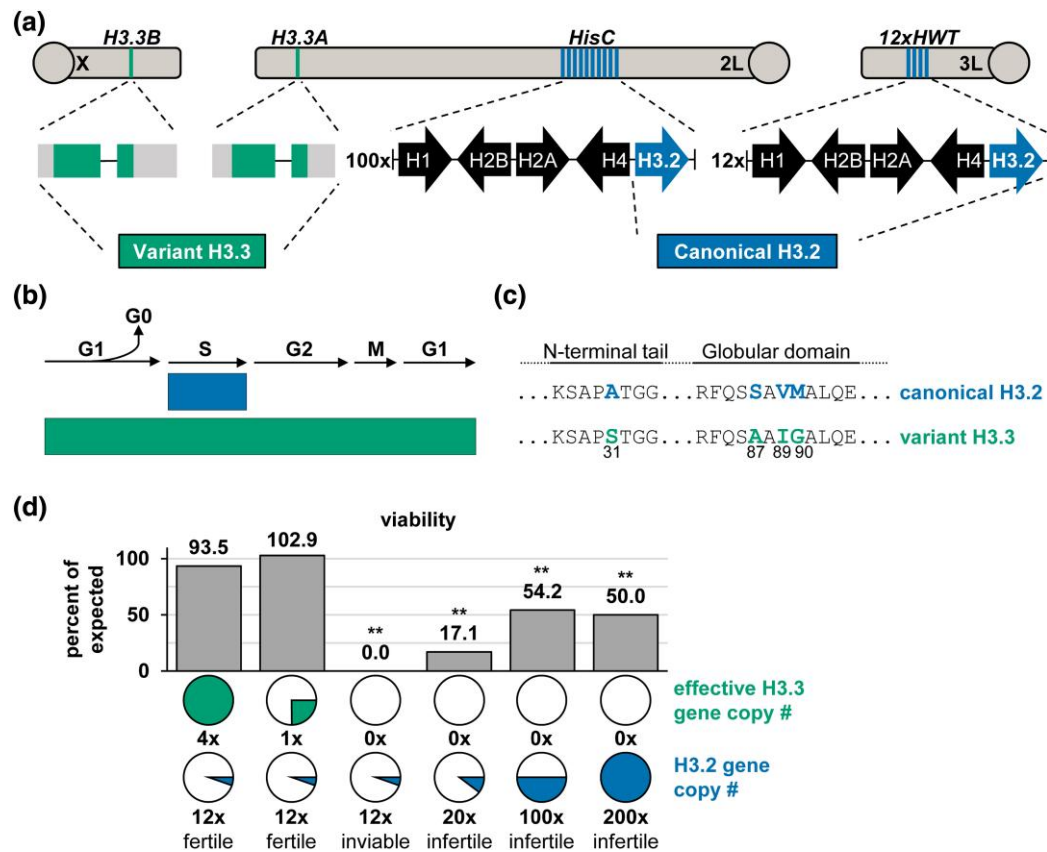 (a)
H3.3B H3.3A HisC 12xHWT
X 2L 3L
100x H1 H2B H2A H4 H3.2 12x H1 H2B H2A H4 H3.2
Variant H3.3 Canonical H3.2
(b)
G0
G1 S G2 M G1
(c)
N-terminal tail Globular domain
...KSAPATGG...RFQSSAVMALQE... canonical H3.2
...KSAPSTGG...RFQSAAIGALQE... variant H3.3
31 87 89 90
(d)
viability
percent of
expected
100
50
0
93.5
102.9
**
0.0
**
17.1
**
54.2
**
50.0
effective H3.3
gene copy #
4x 1x 0x 0x 0x 0x
H3.2 gene
copy #
12x 12x 12x 20x 100x 200x
fertile fertile inviable infertile infertile infertile